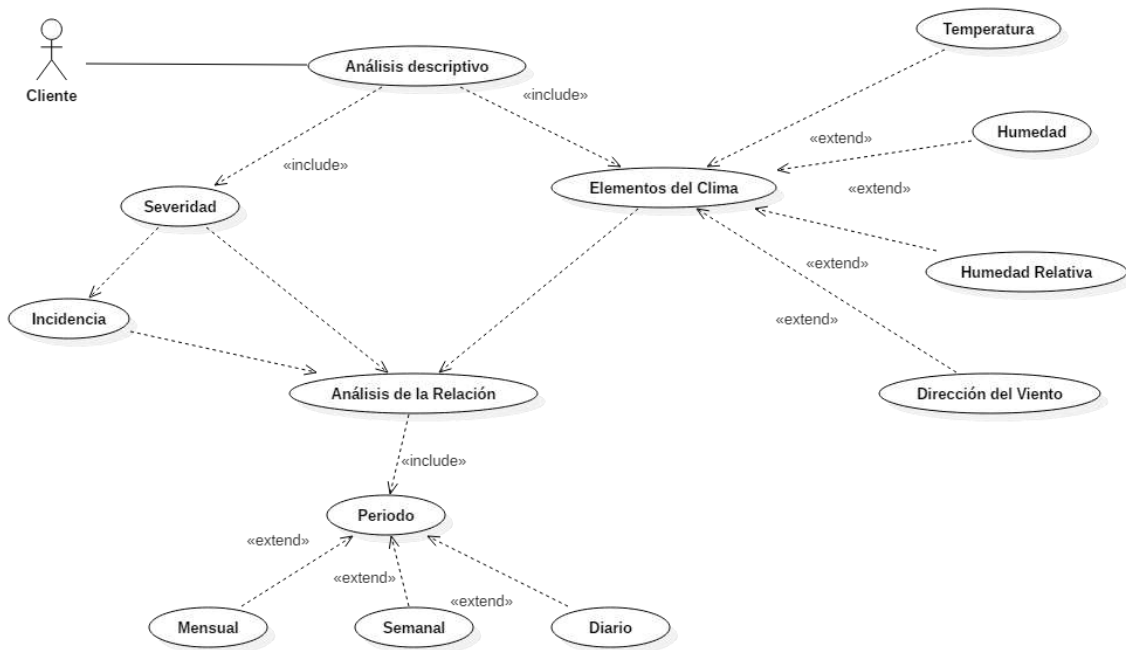 Temperatura
Análisis descriptivo
Cliente
«include»
Humedad
«extend»
«include»
Elementos del Clima
«extend»
Severidad
«extend»
Humedad Relativa
Incidencia
«extend»
Análisis de la Relación
Dirección del Viento
«include»
Periodo
«extend»
«extend»
«extend»
Mensual
Semanal
Diario